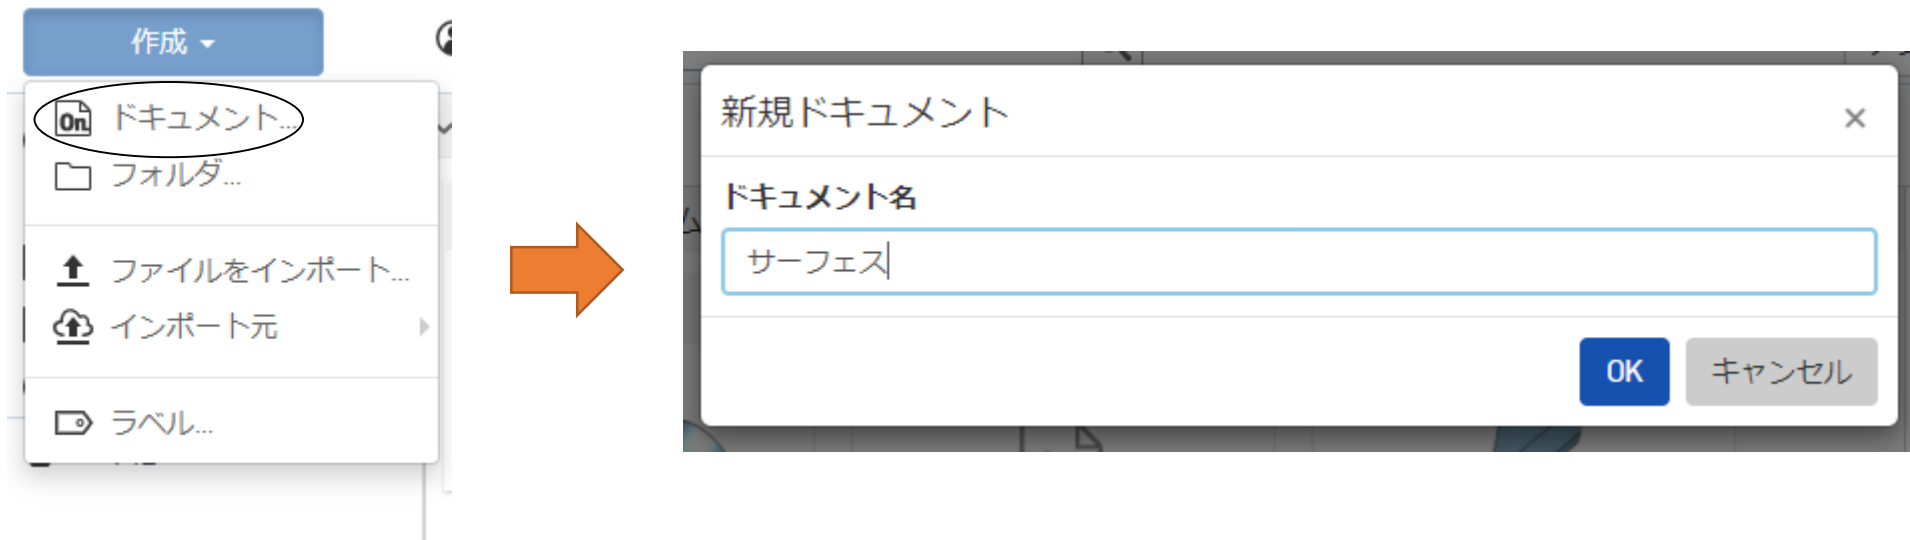 作成
ドキュメント...
フォルダ...
ファイルをインポート...
インポート元
ラベル...
新規ドキュメント
×
ドキュメント名
サーフェス
OK キャンセル